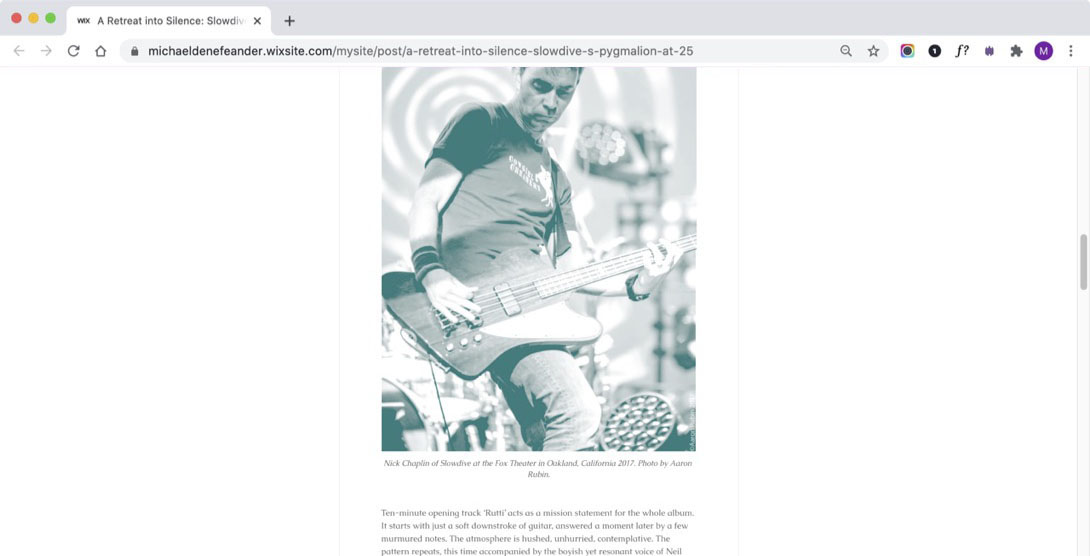 WIX A Retreat into Silence: Slowdiv
michaeldenefeander.wixsite.com/mysite/post/a-retreat-into-silence-slowdive-s-pygmalion-at-25
1
f?
M
Nick Chaplin of Slowdive at the Fox Theater in Oakland, California 2017. Photo by Aaron
Rubin.
Ten-minute opening track 'Rutti' acts as a mission statement for the whole album.
It starts with just a soft downstroke of guitar, answered a moment later by a few
murmured notes. The atmosphere is hushed, unhurried, contemplative. The
pattern repeats, this time accompanied by the boyish yet resonant voice of Neil